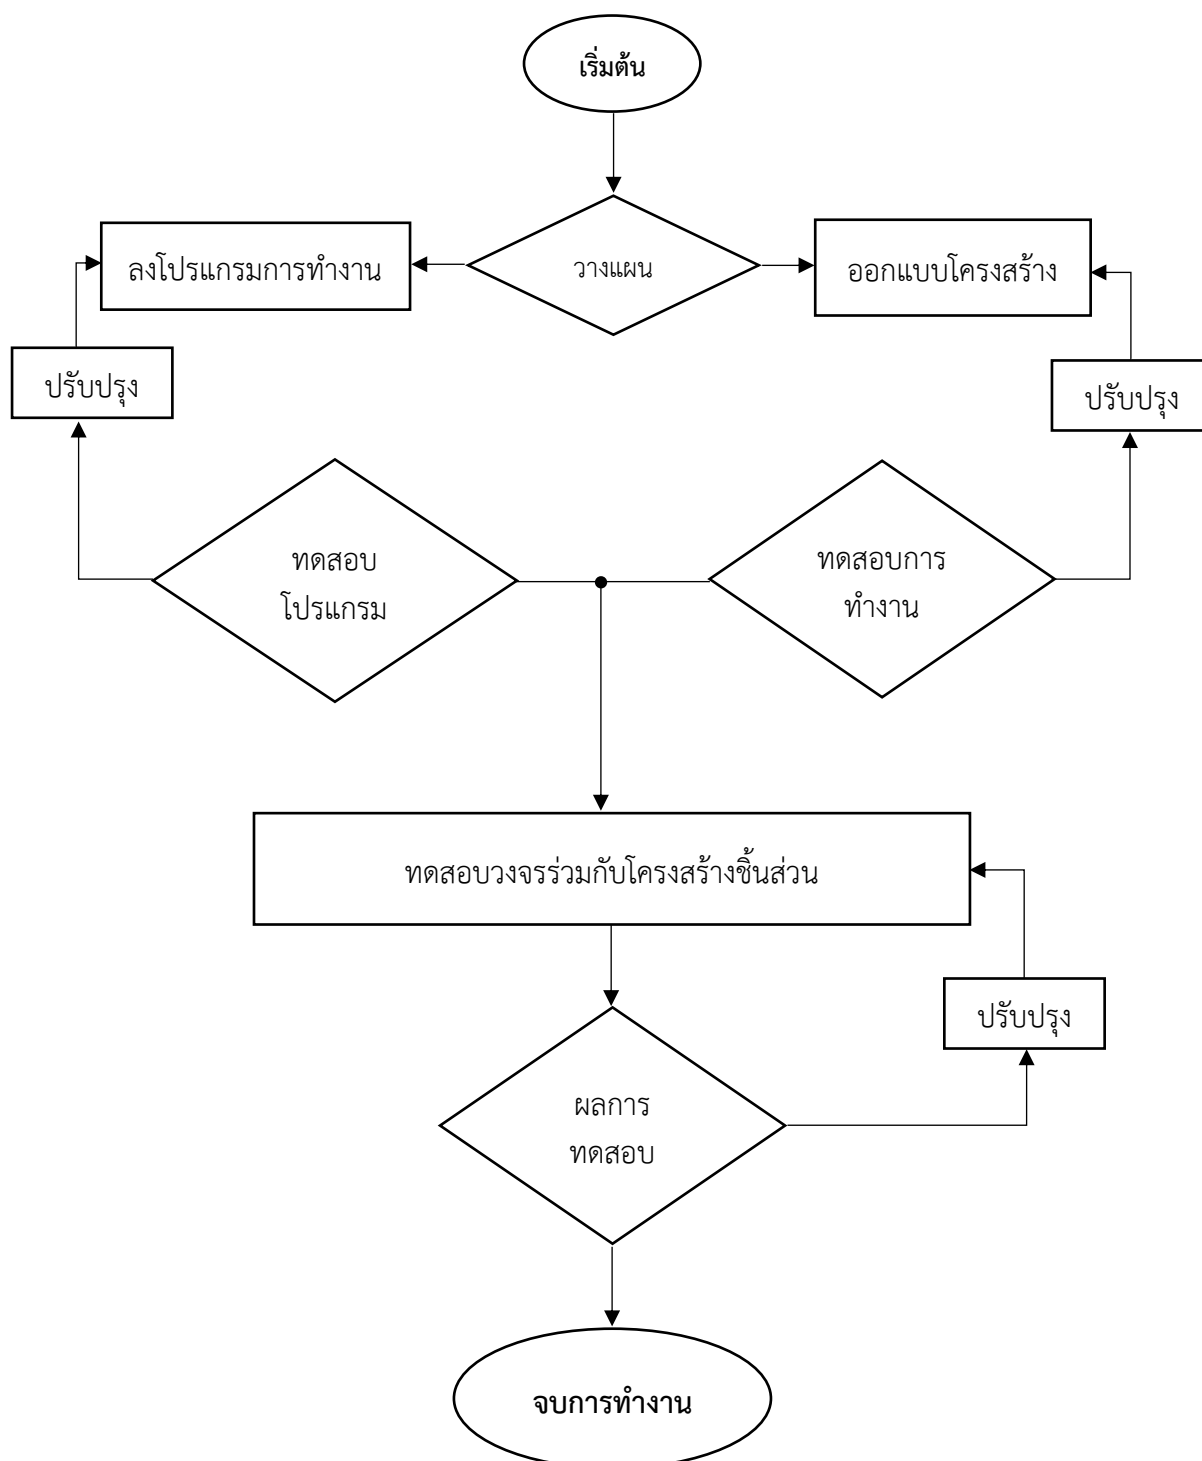 เริ่มต้น
วางแผน
ลงโปรแกรมการทำงาน
ออกแบบโครงสร้าง
ปรับปรุง
ปรับปรุง
ทดสอบ
โปรแกรม
ทดสอบการ
ทำงาน
ทดสอบวงจรร่วมกับโครงสร้างชิ้นส่วน
ปรับปรุง
ผลการ
ทดสอบ
จบการทำงาน